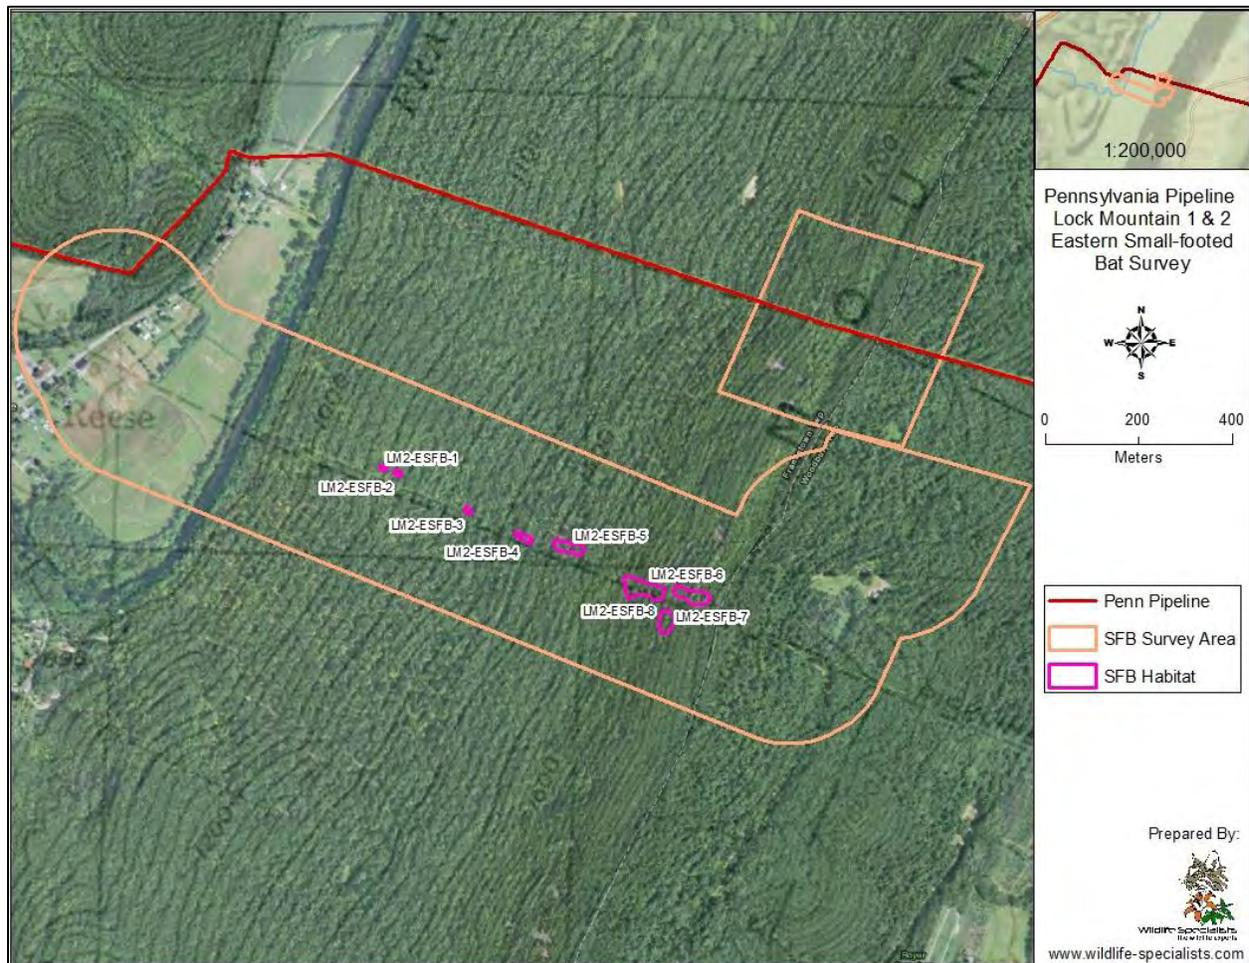 1:200,000
Pennsylvania Pipeline
Lock Mountain 1 & 2
Eastern Small-footed
Bat Survey
N
W E
S
0 200 400
Meters
Penn Pipeline
SFB Survey Area
SFB Habitat
Prepared By:
Wildlife Specialists
www.wildlife-specialists.com
Reese
LM2-ESFB-1
LM2-ESFB-2
LM2-ESFB-3
LM2-ESFB-4
LM2-ESFB-5
LM2-ESFB-6
LM2-ESFB-8
LM2-ESFB-7
M
O
U
N